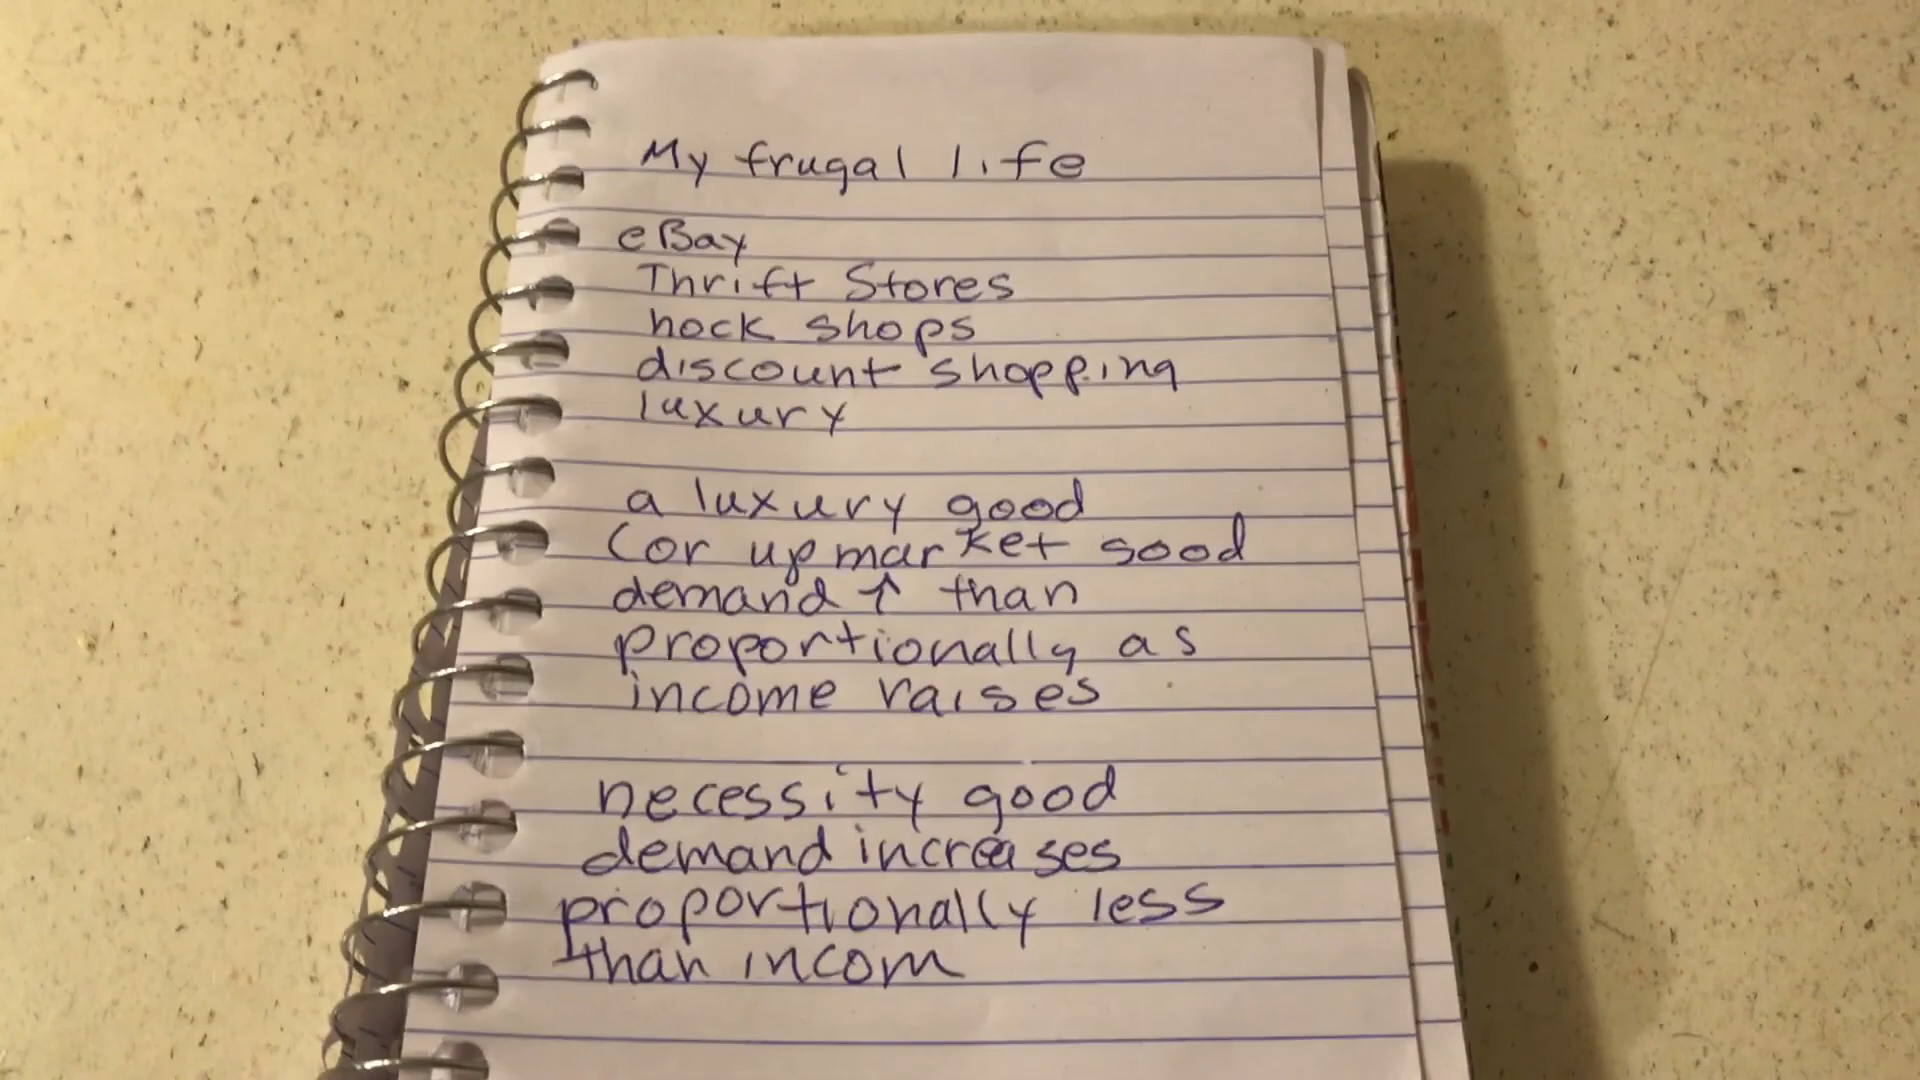 My frugal life
eBay
Thrift Stores
hock shops
discount shopping
luxury
a luxury good
(or upmarket sood
demand ↑ than
proportionally as
income raises
necessity good
demand increases
proportionally less
than incom